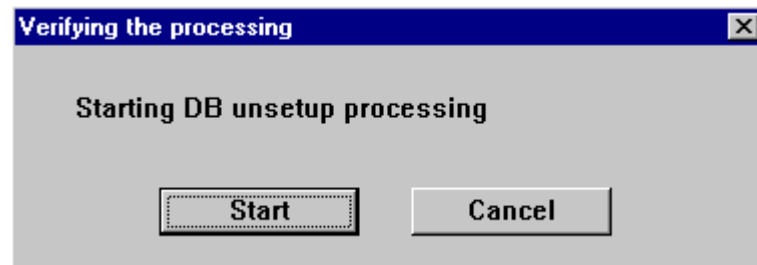 Verifying the processing
Starting DB unsetup processing
Start Cancel